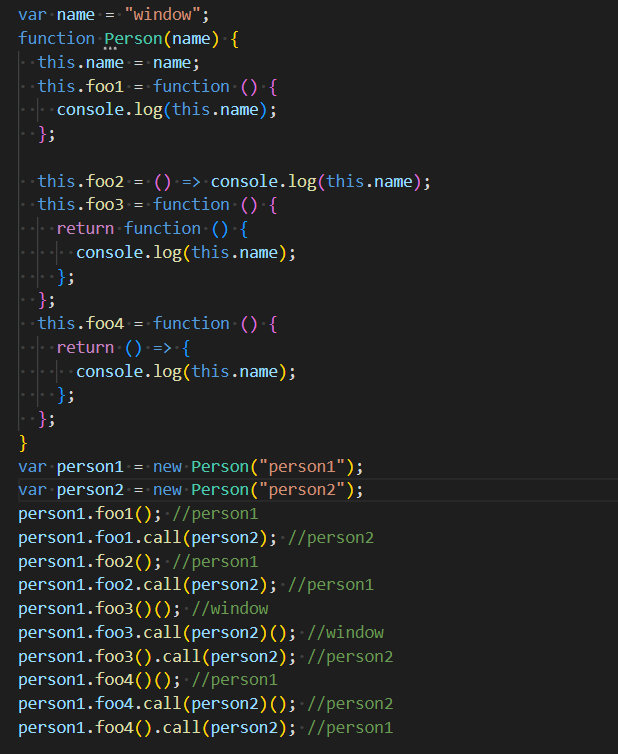 var name = "window";
function Person(name) {
  this.name = name;
  this.foo1 = function () {
    console.log(this.name);
  };

  this.foo2 = () => console.log(this.name);
  this.foo3 = function () {
    return function () {
      console.log(this.name);
    };
  };
  this.foo4 = function () {
    return () => {
      console.log(this.name);
    };
  };
}
var person1 = new Person("person1");
var person2 = new Person("person2");
person1.foo1(); //person1
person1.foo1.call(person2); //person2
person1.foo2(); //person1
person1.foo2.call(person2); //person1
person1.foo3()(); //window
person1.foo3.call(person2)(); //window
person1.foo3().call(person2); //person2
person1.foo4()(); //person1
person1.foo4.call(person2)(); //person2
person1.foo4().call(person2); //person1